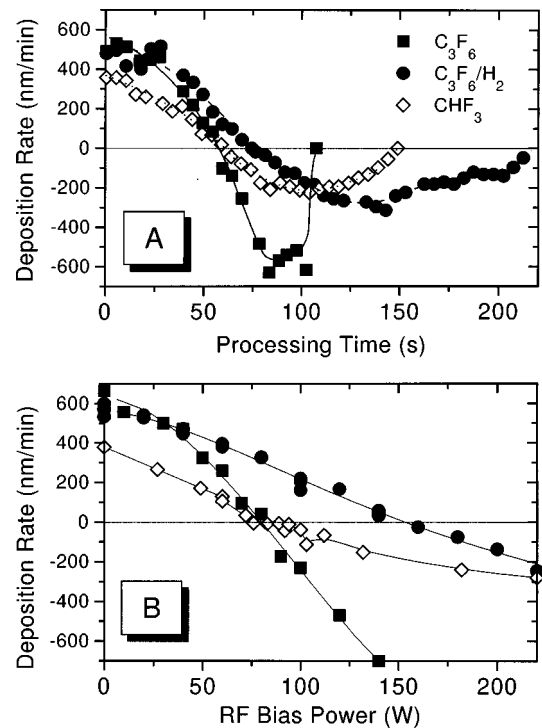 600
400
200
0
-200
-400
-600
Deposition Rate (nm/min)
C₃F₆
C₃F₆/H₂
CHF₃
A
0 50 100 150 200
Processing Time (s)
600
400
200
0
-200
-400
-600
Deposition Rate (nm/min)
B
0 50 100 150 200
RF Bias Power (W)